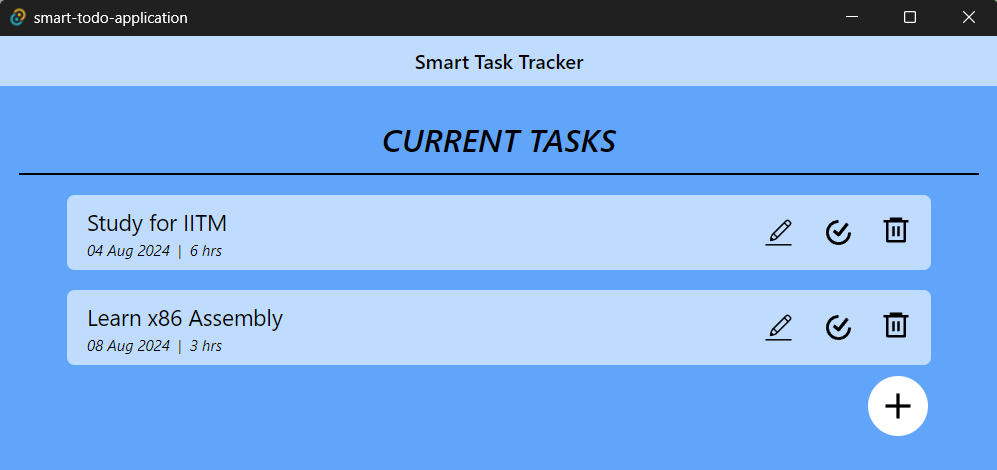 smart-todo-application
Smart Task Tracker
CURRENT TASKS
Study for IITM
04 Aug 2024 | 6 hrs
Learn x86 Assembly
08 Aug 2024 | 3 hrs